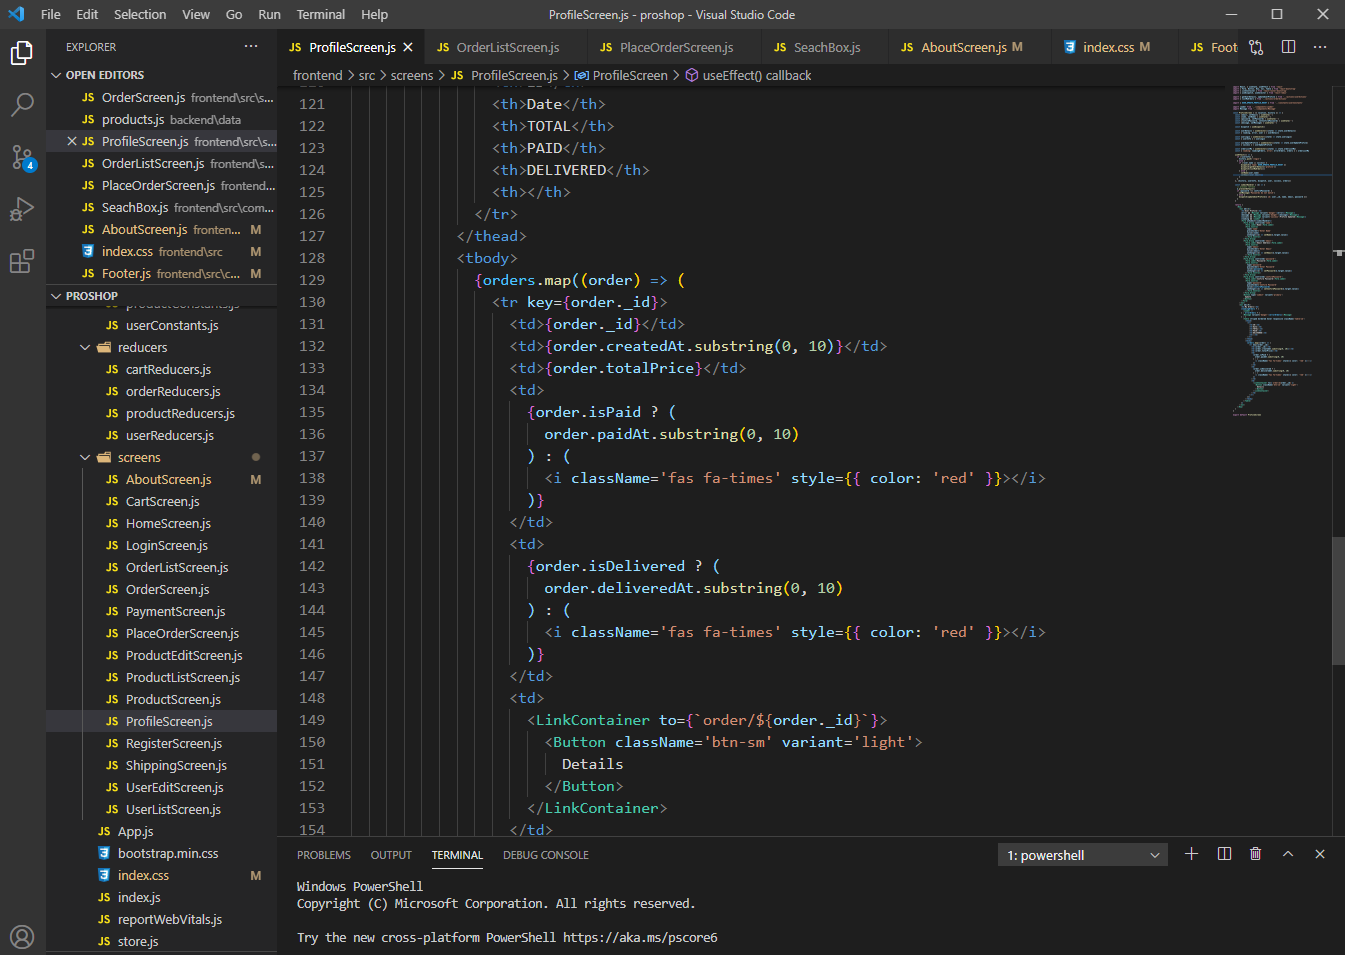 File Edit Selection View Go Run Terminal Help ProfileScreen.js - proshop - Visual Studio Code
EXPLORER
OPEN EDITORS
JS OrderScreen.js frontend\src\s...
JS products.js backend\data
JS ProfileScreen.js frontend\src\s...
JS OrderListScreen.js frontend\s...
JS PlaceOrderScreen.js frontend...
JS SeachBox.js frontend\src\com...
JS AboutScreen.js fronten... M
index.css frontend\src M
JS Footer.js frontend\src\c... M
PROSHOP
productConstants.js
JS userConstants.js
reducers
JS cartReducers.js
JS orderReducers.js
JS productReducers.js
JS userReducers.js
screens
JS AboutScreen.js M
JS CartScreen.js
JS HomeScreen.js
JS LoginScreen.js
JS OrderListScreen.js
JS OrderScreen.js
JS PaymentScreen.js
JS PlaceOrderScreen.js
JS ProductEditScreen.js
JS ProductListScreen.js
JS ProductScreen.js
JS ProfileScreen.js
JS RegisterScreen.js
JS ShippingScreen.js
JS UserEditScreen.js
JS UserListScreen.js
JS App.js
bootstrap.min.css
index.css M
JS index.js
JS reportWebVitals.js
JS store.js
4
JS ProfileScreen.js JS OrderListScreen.js JS PlaceOrderScreen.js JS SeachBox.js JS AboutScreen.js M index.css M JS Foot
frontend > src > screens > JS ProfileScreen.js > ProfileScreen > useEffect() callback
121 <th>Date</th>
122 <th>TOTAL</th>
123 <th>PAID</th>
124 <th>DELIVERED</th>
125 <th></th>
126 </tr>
127 </thead>
128 <tbody>
129 {orders.map((order) => (
130 <tr key={order._id}>
131 <td>{order._id}</td>
132 <td>{order.createdAt.substring(0, 10)}</td>
133 <td>{order.totalPrice}</td>
134 <td>
135 {order.isPaid ? (
136 order.paidAt.substring(0, 10)
137 ) : (
138 <i className='fas fa-times' style={{ color: 'red' }}></i>
139 )}
140 </td>
141 <td>
142 {order.isDelivered ? (
143 order.deliveredAt.substring(0, 10)
144 ) : (
145 <i className='fas fa-times' style={{ color: 'red' }}></i>
146 )}
147 </td>
148 <td>
149 <LinkContainer to={`order/${order._id}`}>
150 <Button className='btn-sm' variant='light'>
151 Details
152 </Button>
153 </LinkContainer>
154 </td>
PROBLEMS OUTPUT TERMINAL DEBUG CONSOLE 1: powershell
Windows PowerShell
Copyright (C) Microsoft Corporation. All rights reserved.
Try the new cross-platform PowerShell https://aka.ms/pscore6